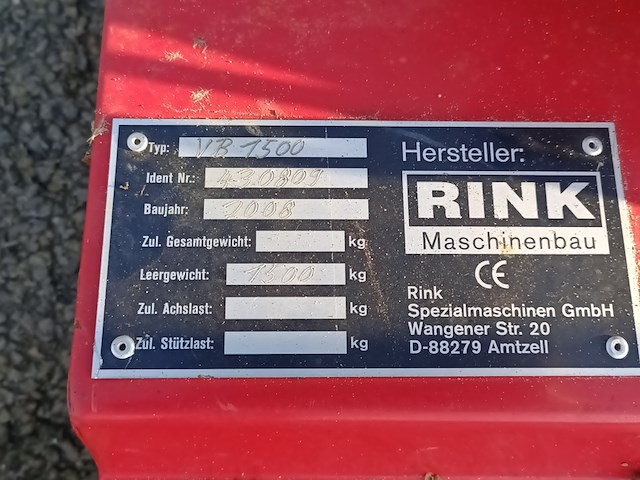 Typ: VB 1500
Ident Nr.: 430809
Baujahr: 2008
Zul. Gesamtgewicht: kg
Leergewicht: 1500 kg
Zul. Achslast: kg
Zul. Stützlast: kg
Hersteller:
RINK
Maschinenbau
CE
Rink
Spezialmaschinen GmbH
Wangener Str. 20
D-88279 Amtzell